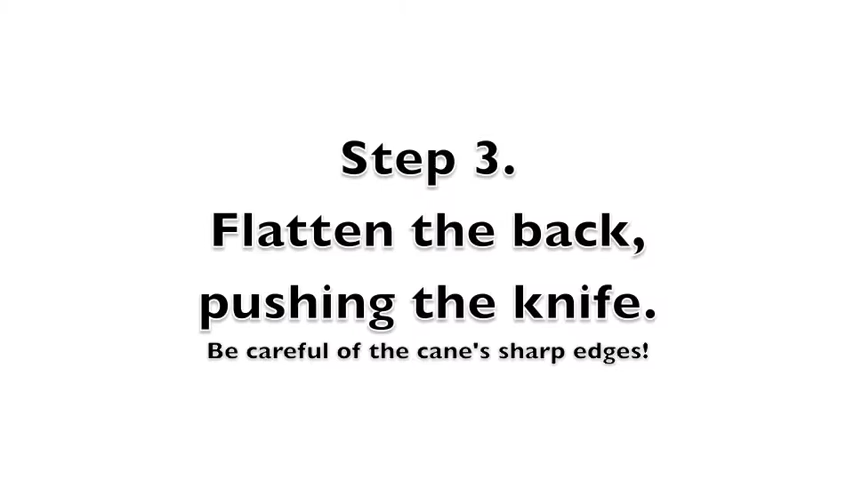 Step 3.
Flatten the back,
pushing the knife.
Be careful of the cane's sharp edges!